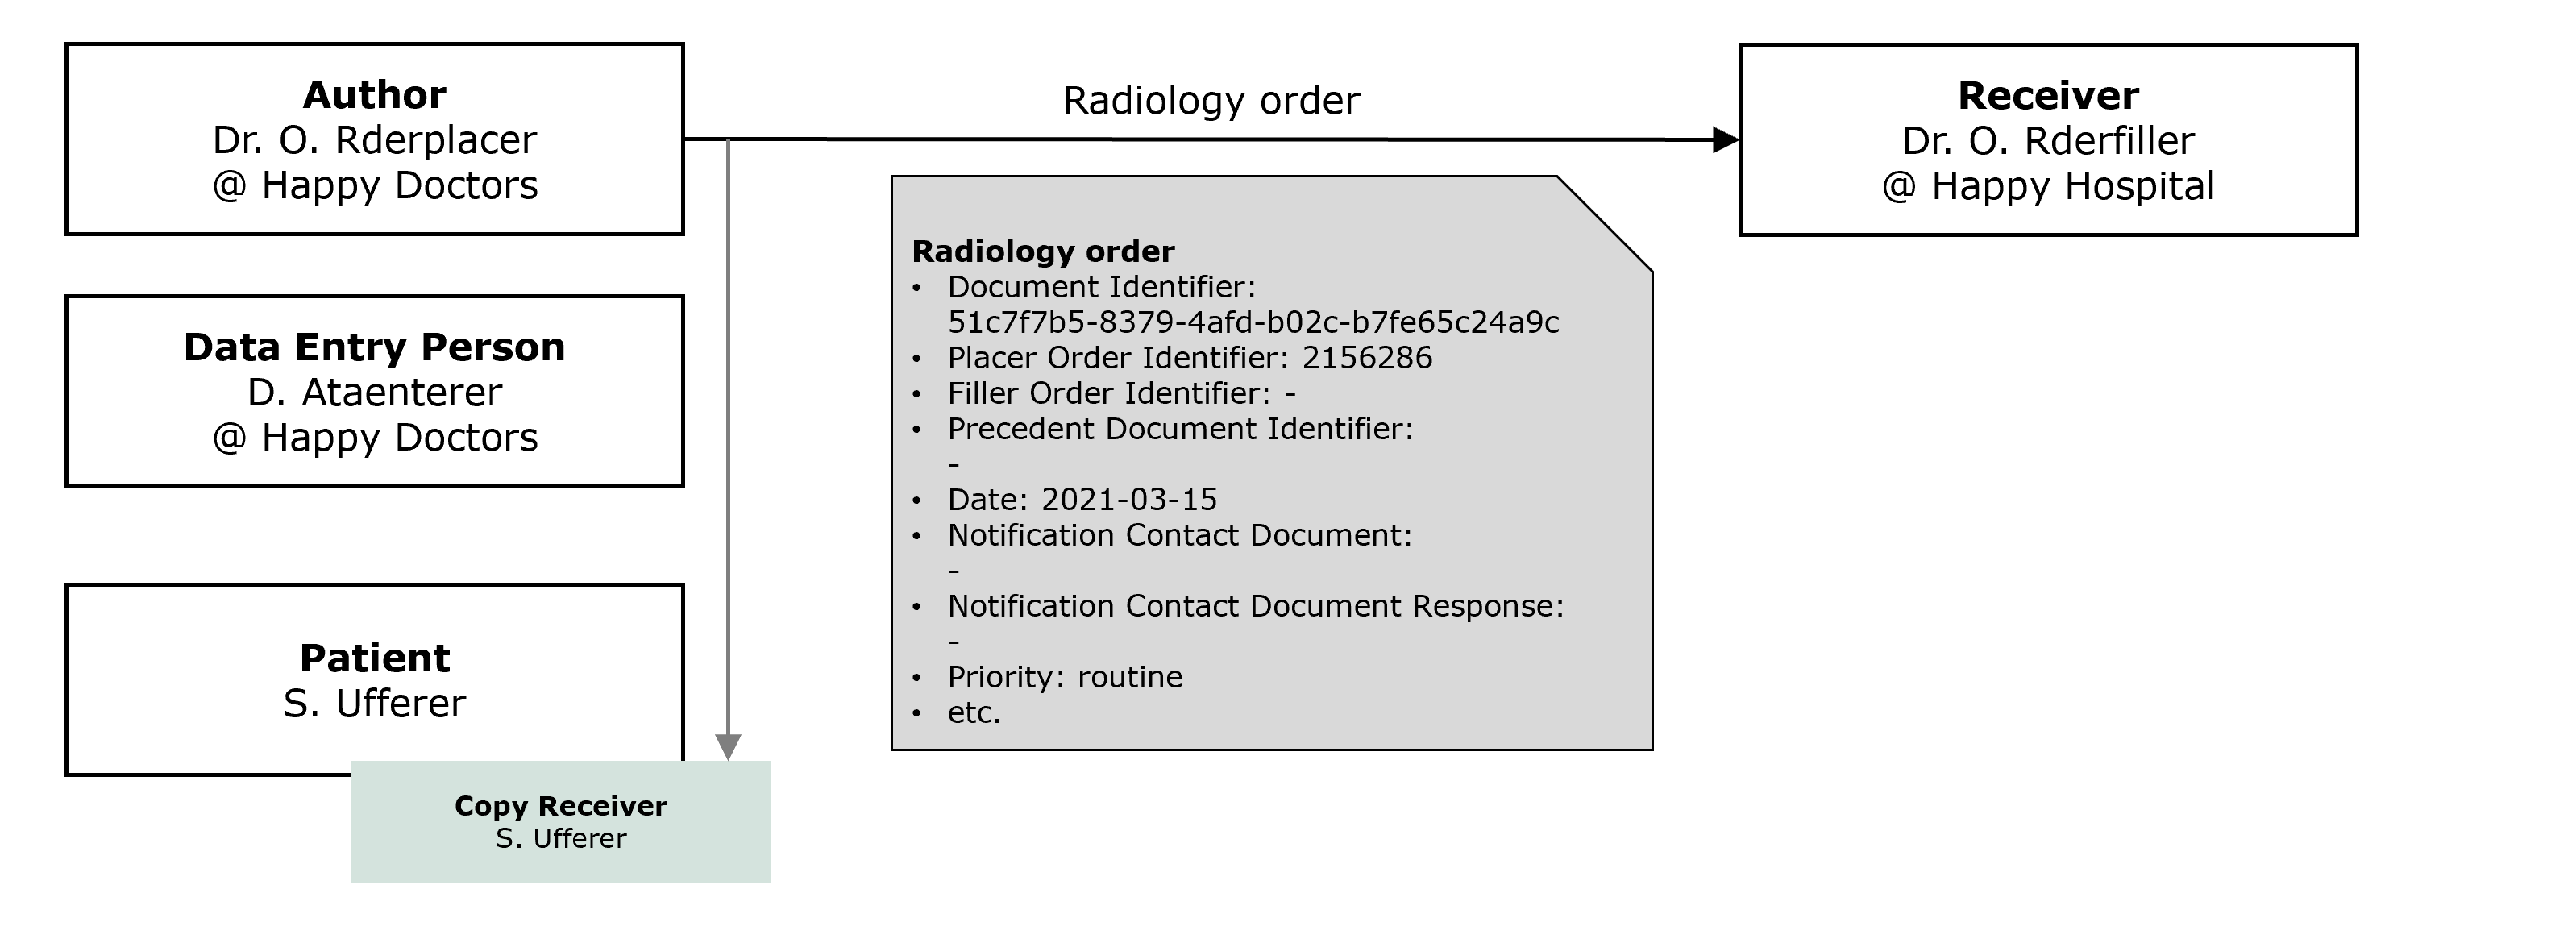 Author
Dr. O. Rderplacer
@ Happy Doctors
Radiology order
Receiver
Dr. O. Rderfiller
@ Happy Hospital
Data Entry Person
D. Ataenterer
@ Happy Doctors
Patient
S. Ufferer
Copy Receiver
S. Ufferer
Radiology order
• Document Identifier:
51c7f7b5-8379-4afd-b02c-b7fe65c24a9c
• Placer Order Identifier: 2156286
• Filler Order Identifier: -
• Precedent Document Identifier:
-
• Date: 2021-03-15
• Notification Contact Document:
-
• Notification Contact Document Response:
-
• Priority: routine
• etc.